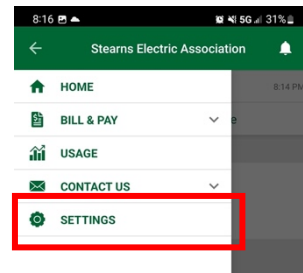 8:16 5G 31%
Stearns Electric Association
HOME
8:14 PM
BILL & PAY
e
USAGE
CONTACT US
SETTINGS